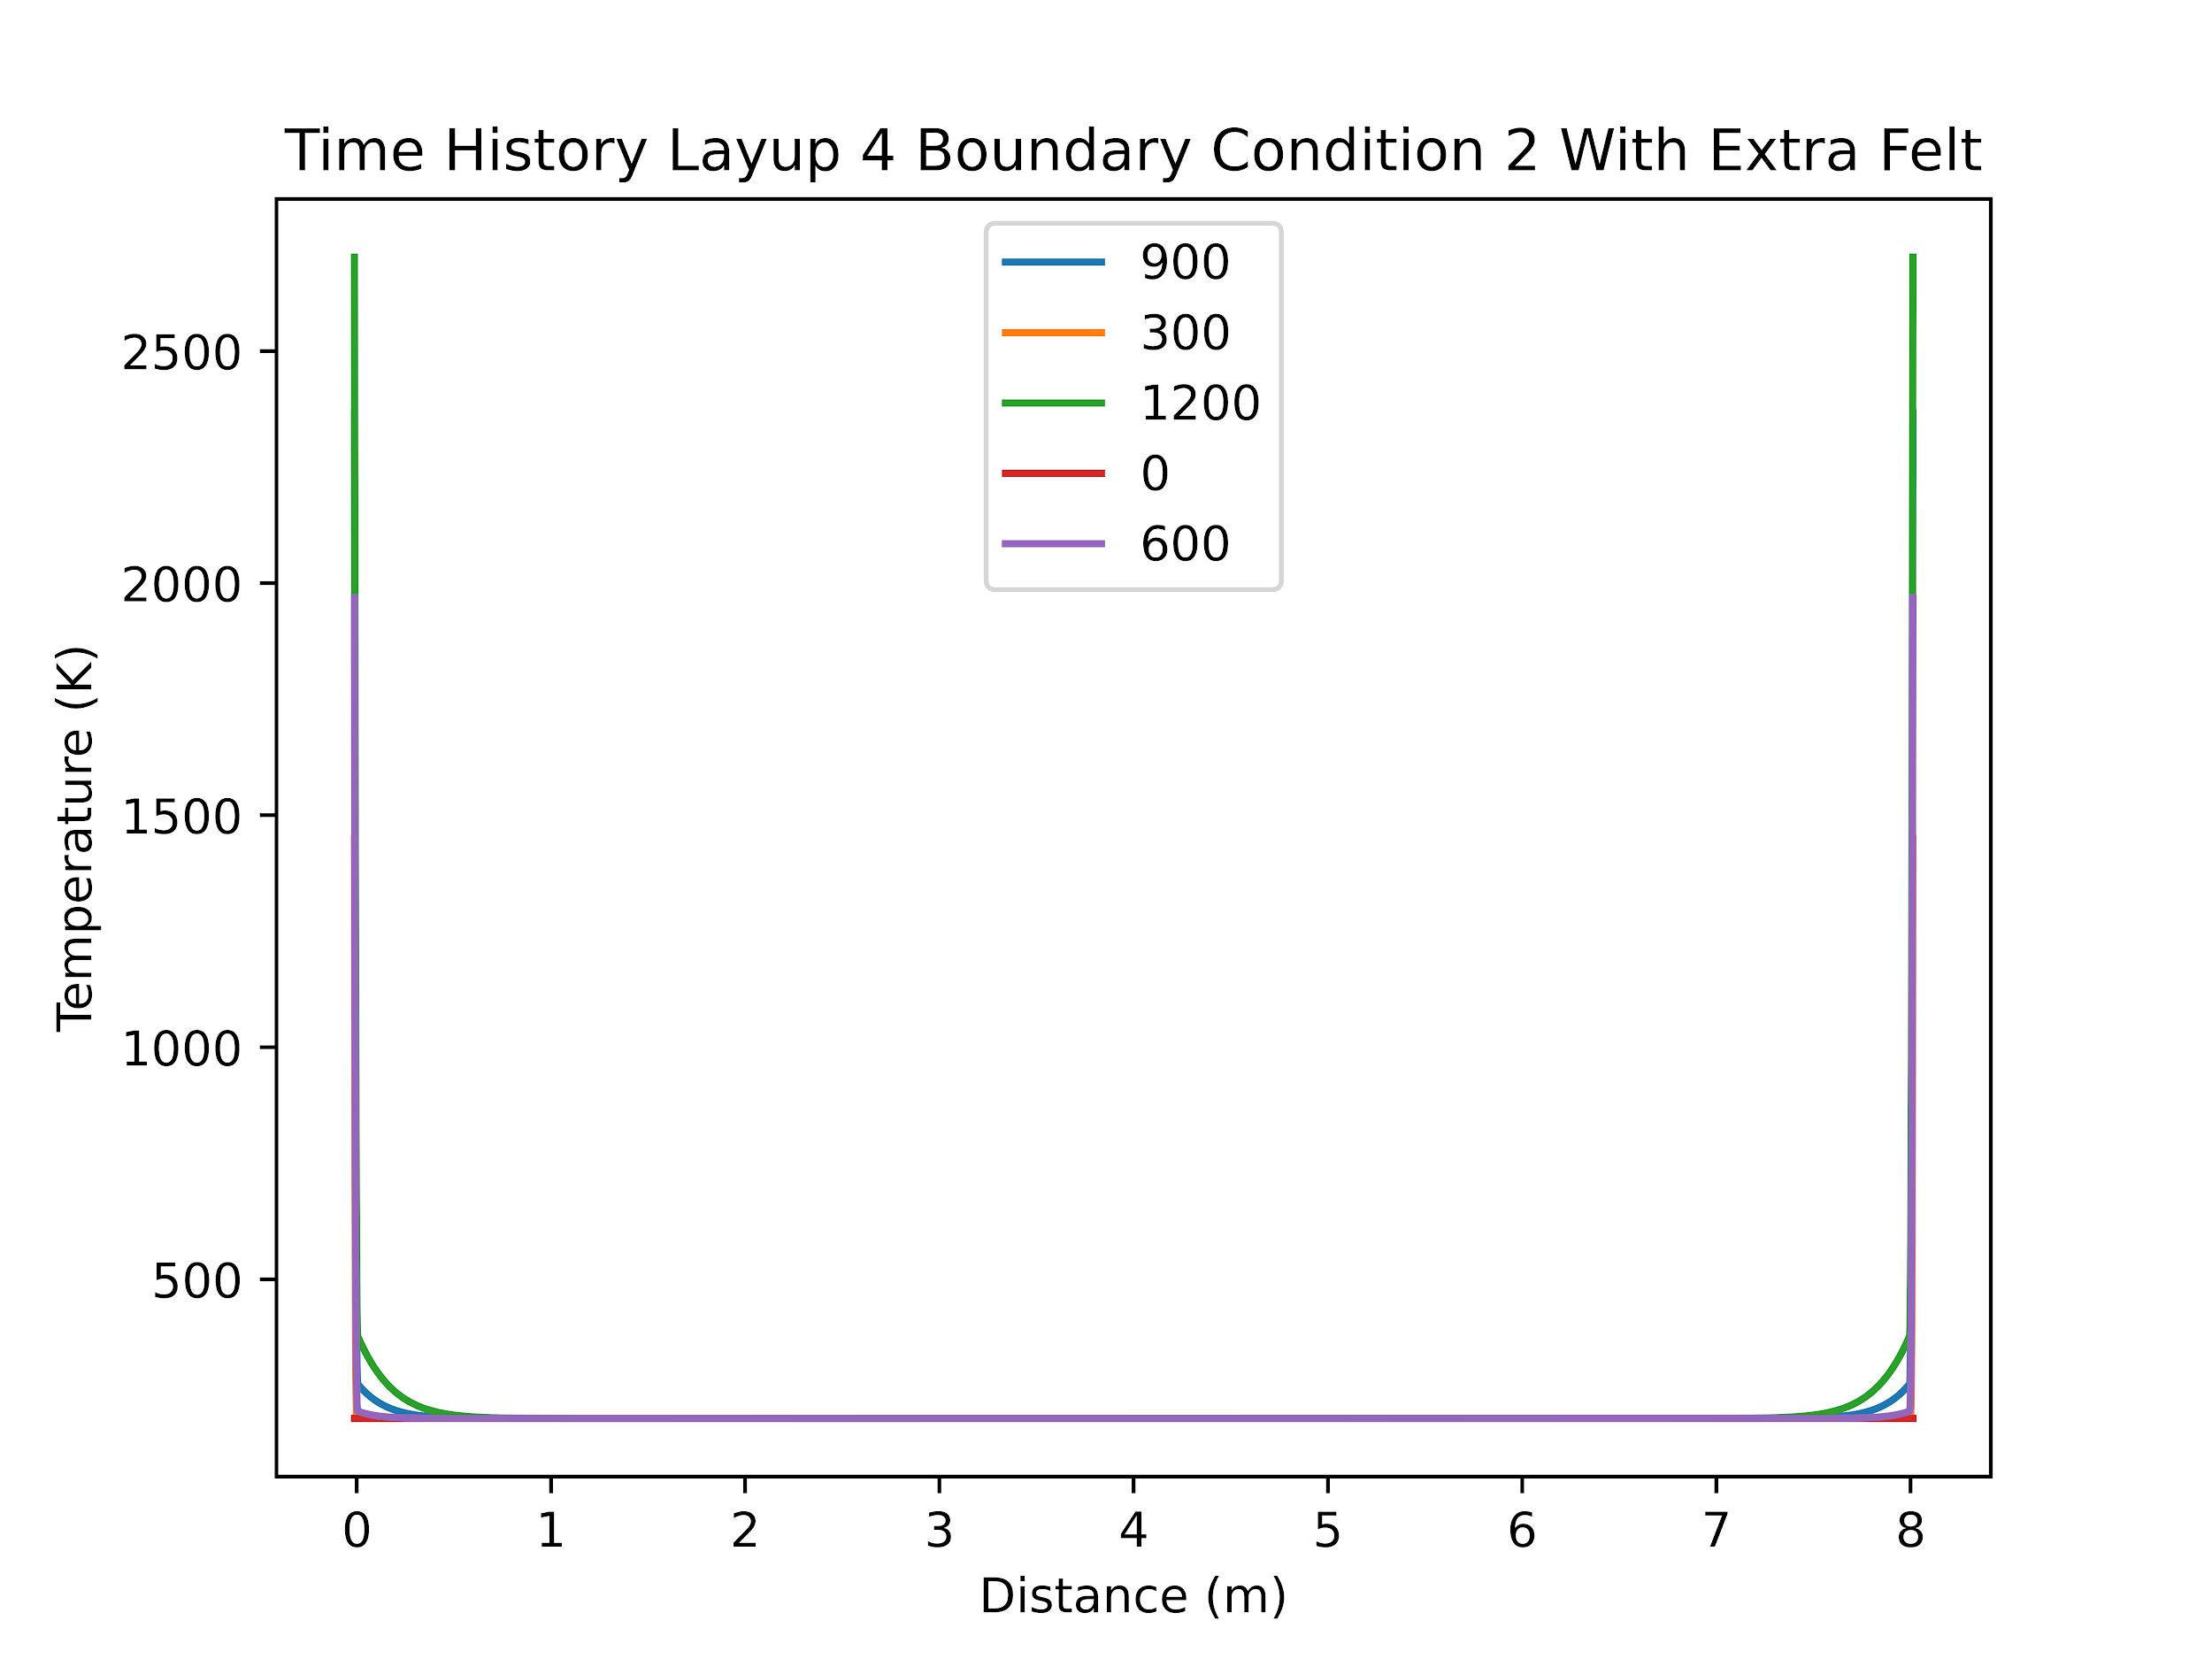 Time History Layup 4 Boundary Condition 2 With Extra Felt
900
300
1200
0
600
2500
2000
1500
1000
500
Temperature (K)
0 1 2 3 4 5 6 7 8
Distance (m)